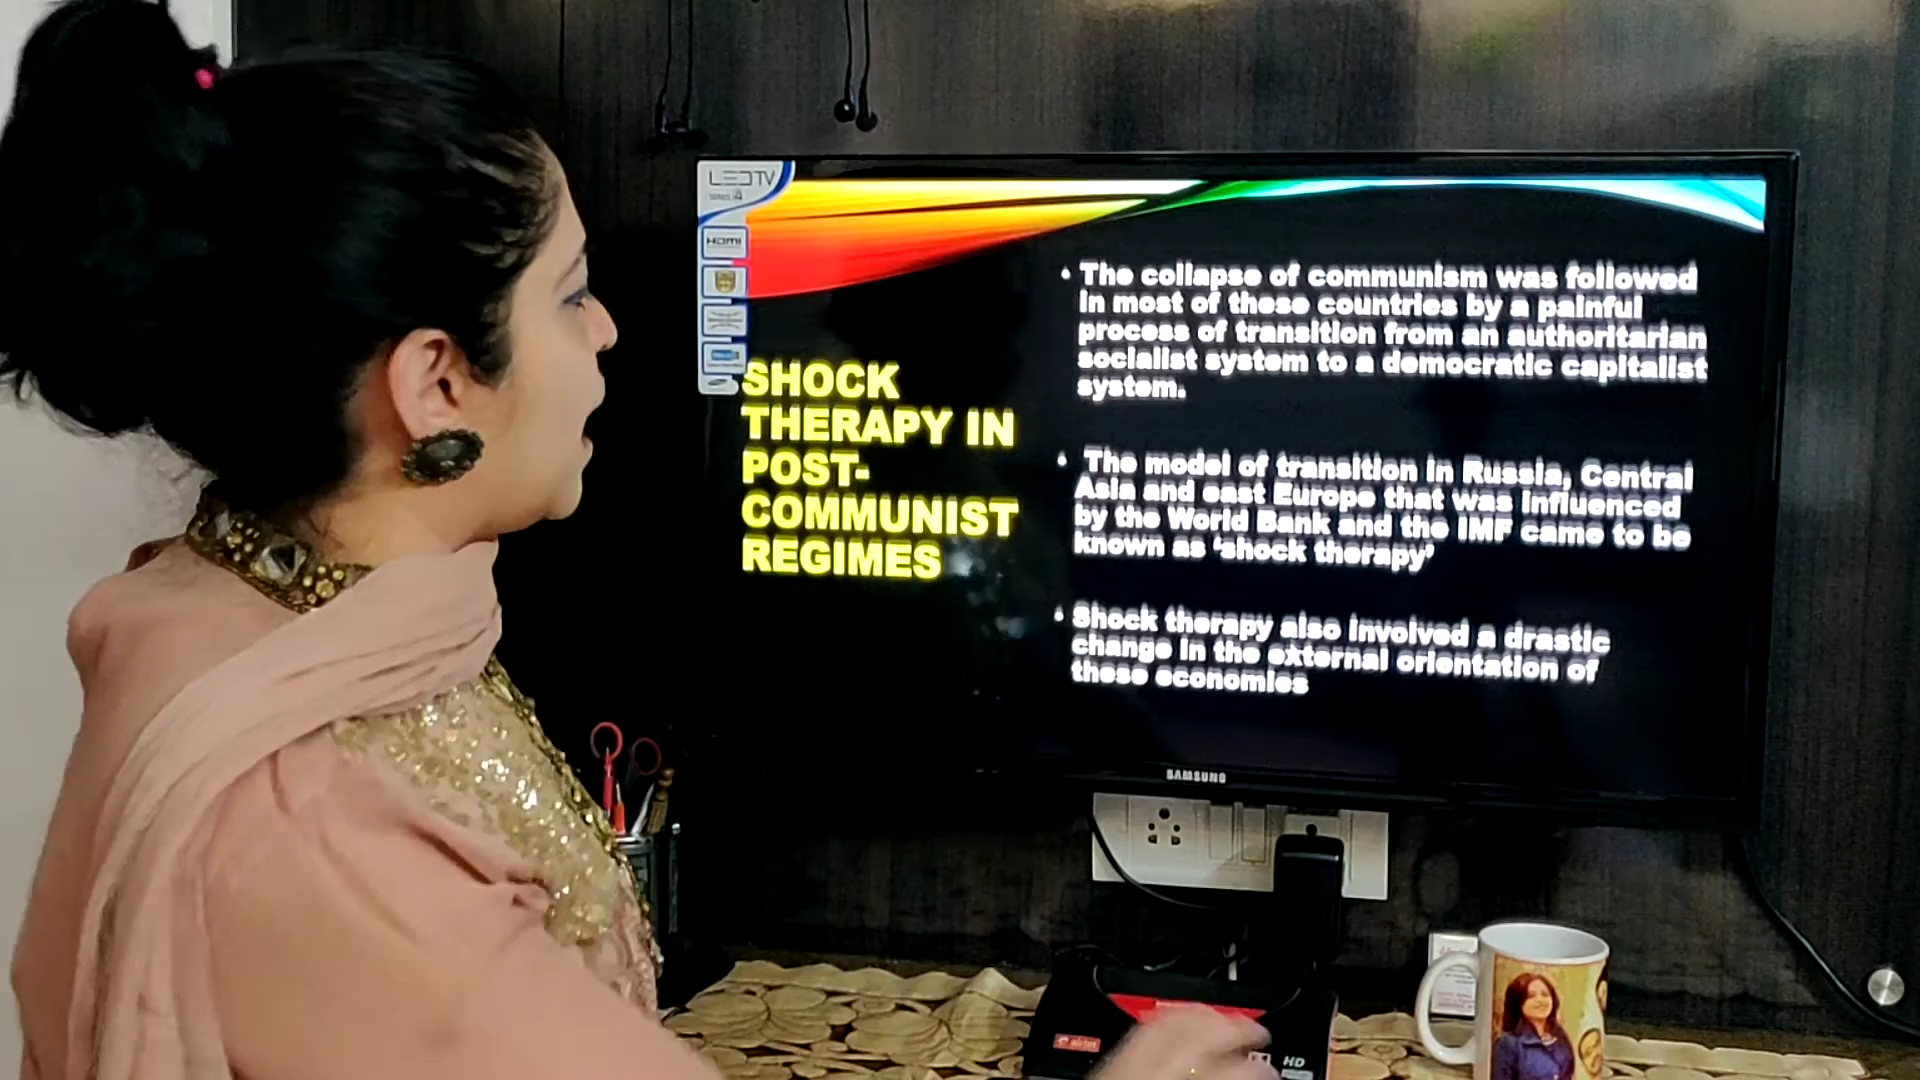 LED TV
SERIES 4
HDMI
SHOCK
THERAPY IN
POST-
COMMUNIST
REGIMES
• The collapse of communism was followed
in most of these countries by a painful
process of transition from an authoritarian
socialist system to a democratic capitalist
system.
• The model of transition in Russia, Central
Asia and east Europe that was influenced
by the World Bank and the IMF came to be
known as ‘shock therapy’
• Shock therapy also involved a drastic
change in the external orientation of
these economies
SAMSUNG
airtel
HD